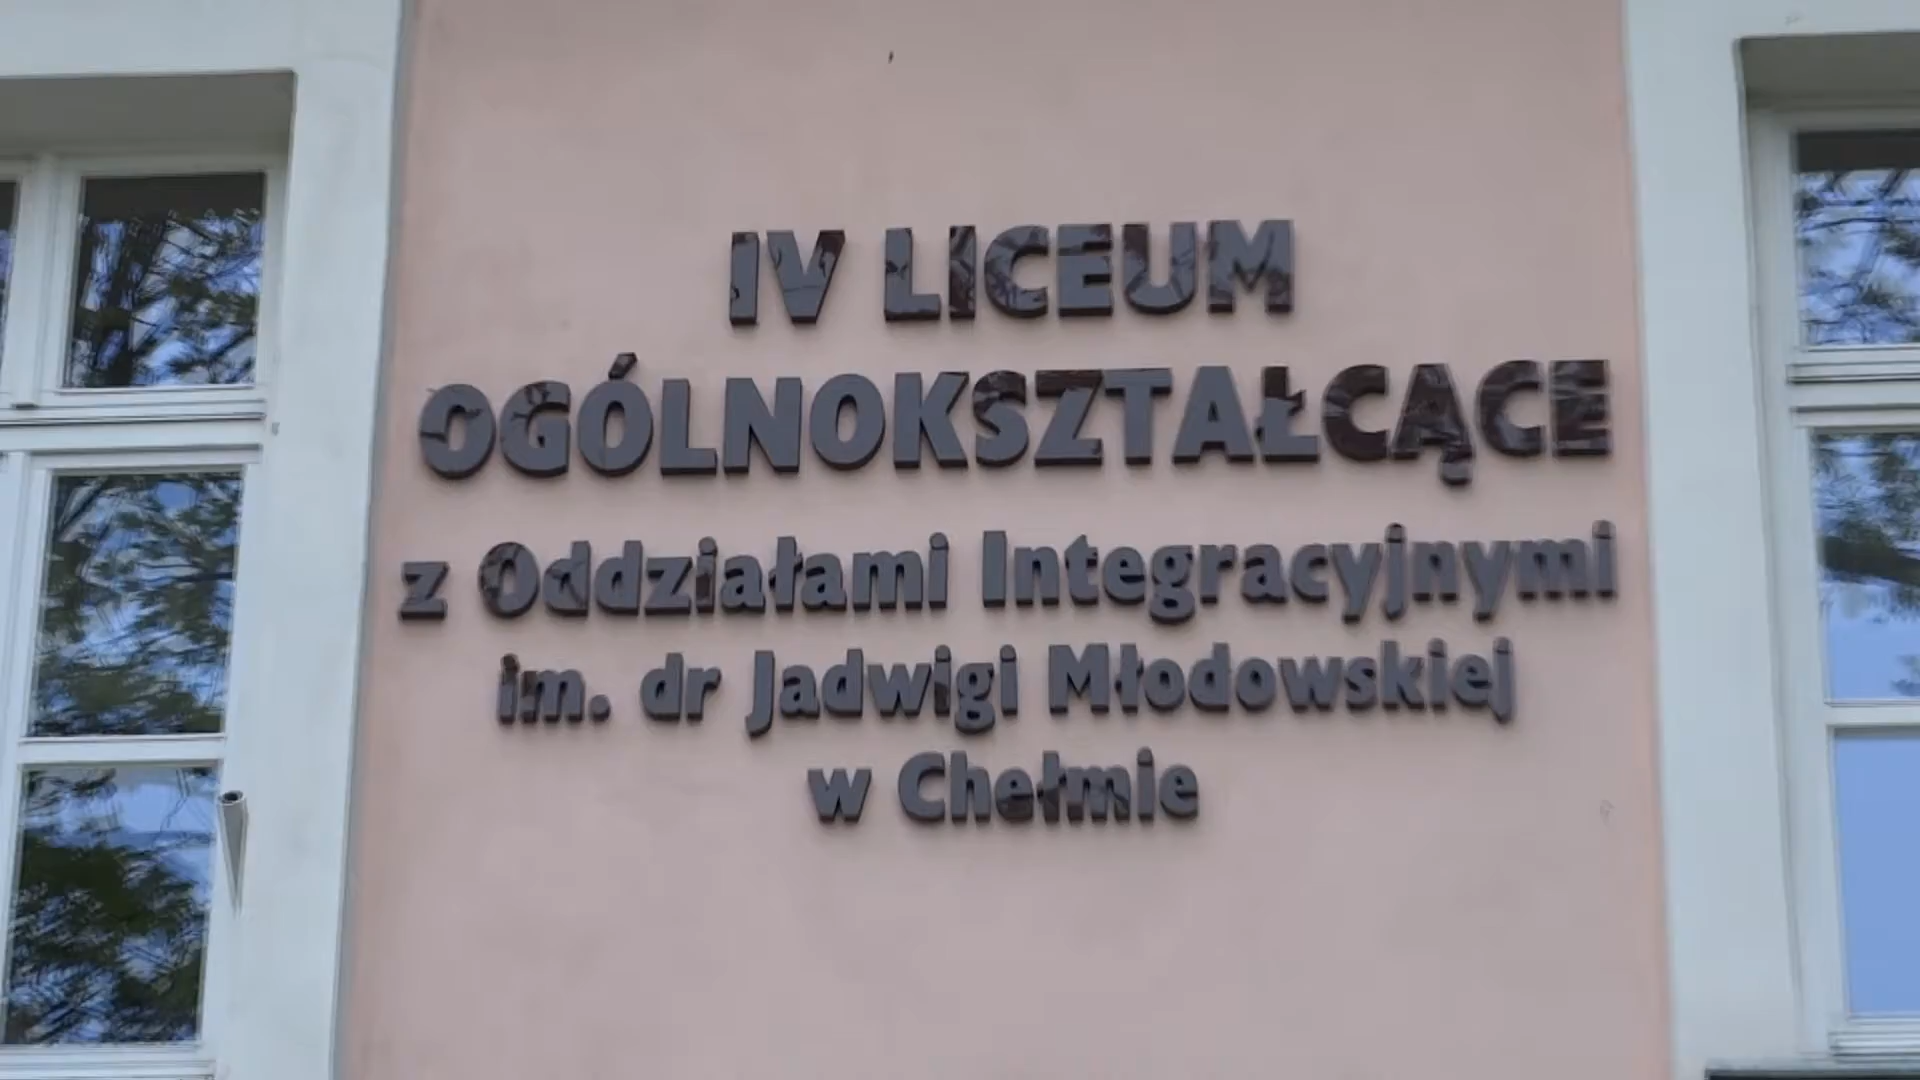 IV LICEUM
OGÓLNOKSZTAŁCĄCE
z Oddziałami Integracyjnymi
im. dr Jadwigi Młodowskiej
w Chełmie